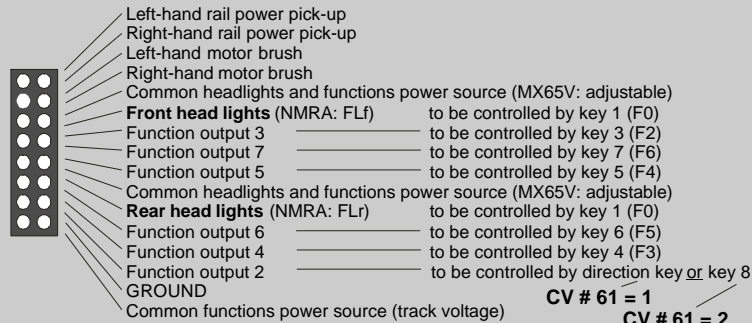 Left-hand rail power pick-up
Right-hand rail power pick-up
Left-hand motor brush
Right-hand motor brush
Common headlights and functions power source (MX65V: adjustable)
Front head lights (NMRA: FLf) to be controlled by key 1 (F0)
Function output 3 to be controlled by key 3 (F2)
Function output 7 to be controlled by key 7 (F6)
Function output 5 to be controlled by key 5 (F4)
Common headlights and functions power source (MX65V: adjustable)
Rear head lights (NMRA: FLr) to be controlled by key 1 (F0)
Function output 6 to be controlled by key 6 (F5)
Function output 4 to be controlled by key 4 (F3)
Function output 2 to be controlled by direction key or key 8
GROUND
CV # 61 = 1
Common functions power source (track voltage)
CV # 61 = 2